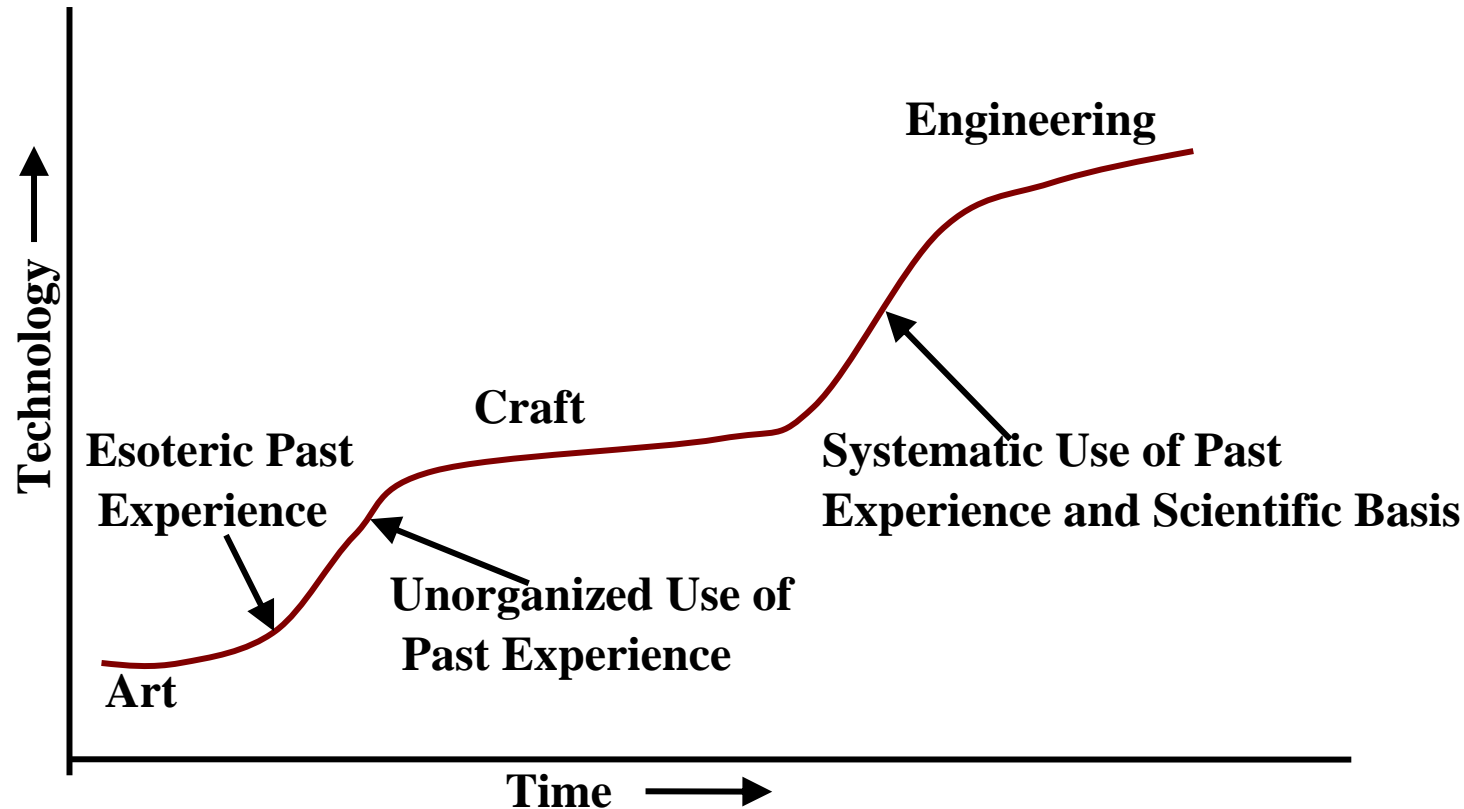 Engineering
Technology
Craft
Esoteric Past
Experience
Systematic Use of Past
Experience and Scientific Basis
Unorganized Use of
Past Experience
Art
Time